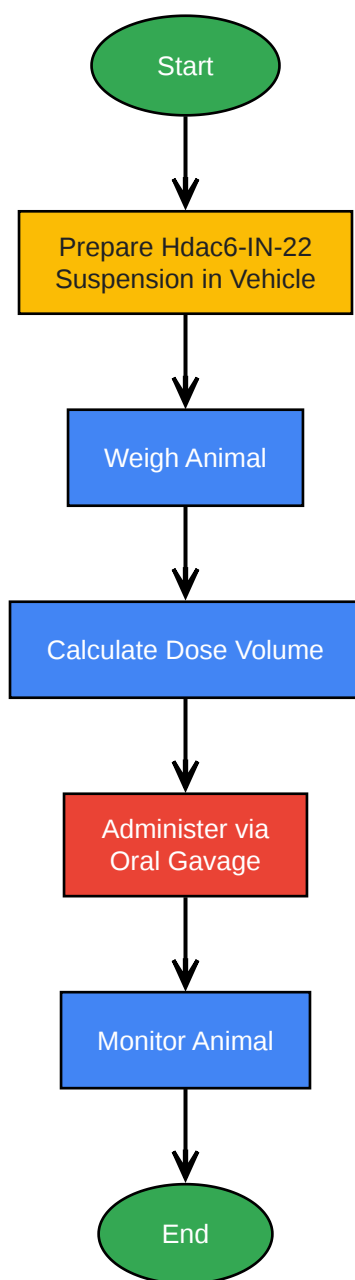 Start
Prepare Hdac6-IN-22
Suspension in Vehicle
Weigh Animal
Calculate Dose Volume
Administer via
Oral Gavage
Monitor Animal
End